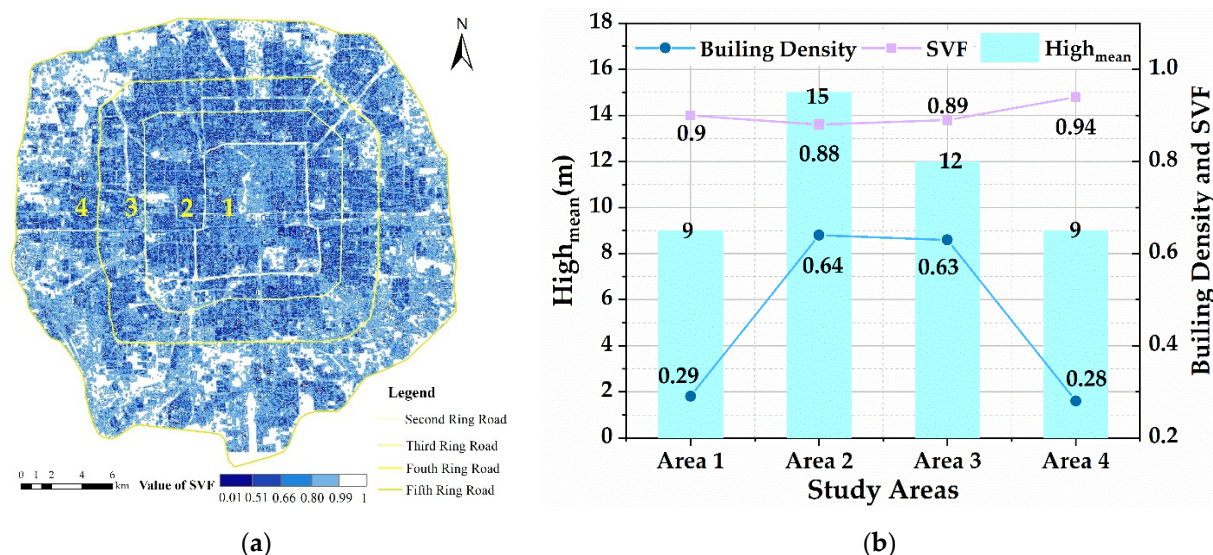 N
4 3 2 1
Legend
Second Ring Road
Third Ring Road
Fouth Ring Road
Fifth Ring Road
0 1 2 4 6
km
Value of SVF
0.01 0.51 0.66 0.80 0.99 1
(a)
Builing Density SVF High mean
High mean (m)
18
16
14
12
10
8
6
4
2
0
9
15
12
9
0.9
0.88
0.89
0.94
0.29
0.64
0.63
0.28
1.0
0.8
0.6
0.4
0.2
Builing Density and SVF
Area 1 Area 2 Area 3 Area 4
Study Areas
(b)